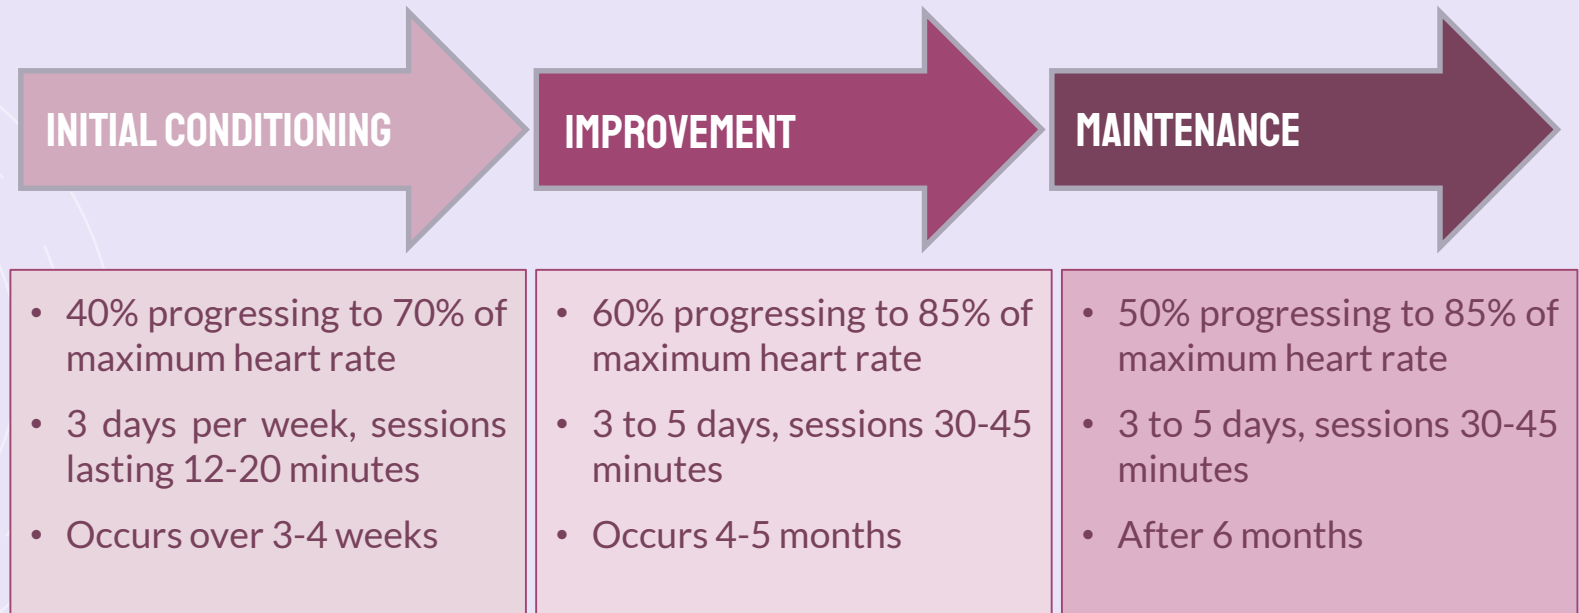 INITIAL CONDITIONING
• 40% progressing to 70% of
maximum heart rate
• 3 days per week, sessions
lasting 12-20 minutes
• Occurs over 3-4 weeks
IMPROVEMENT
• 60% progressing to 85% of
maximum heart rate
• 3 to 5 days, sessions 30-45
minutes
• Occurs 4-5 months
MAINTENANCE
• 50% progressing to 85% of
maximum heart rate
• 3 to 5 days, sessions 30-45
minutes
• After 6 months